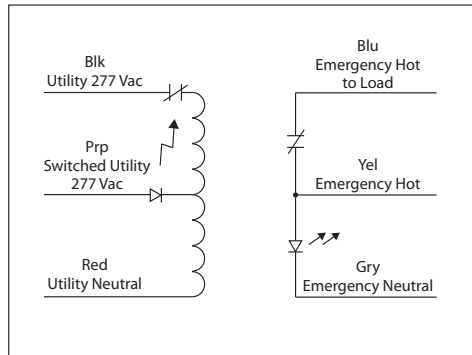 Blk
Utility 277 Vac
Prp
Switched Utility
277 Vac
Red
Utility Neutral
Blu
Emergency Hot
to Load
Yel
Emergency Hot
Gry
Emergency Neutral